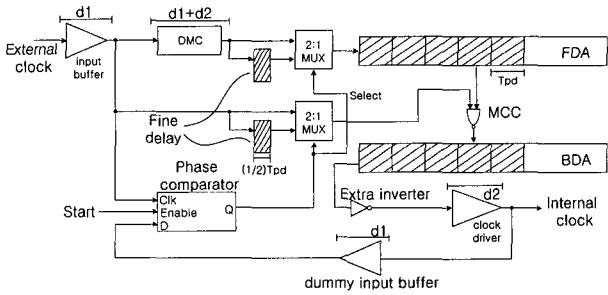 d1
d1+d2
External
clock
input
buffer
DMC
2:1
MUX
FDA
Tpd
Select
Fine
delay
2:1
MUX
(1/2)Tpd
MCC
BDA
Phase
comparator
Start
Clk
Enable
D
Q
Extra inverter
d2
clock
driver
Internal
clock
d1
dummy input buffer